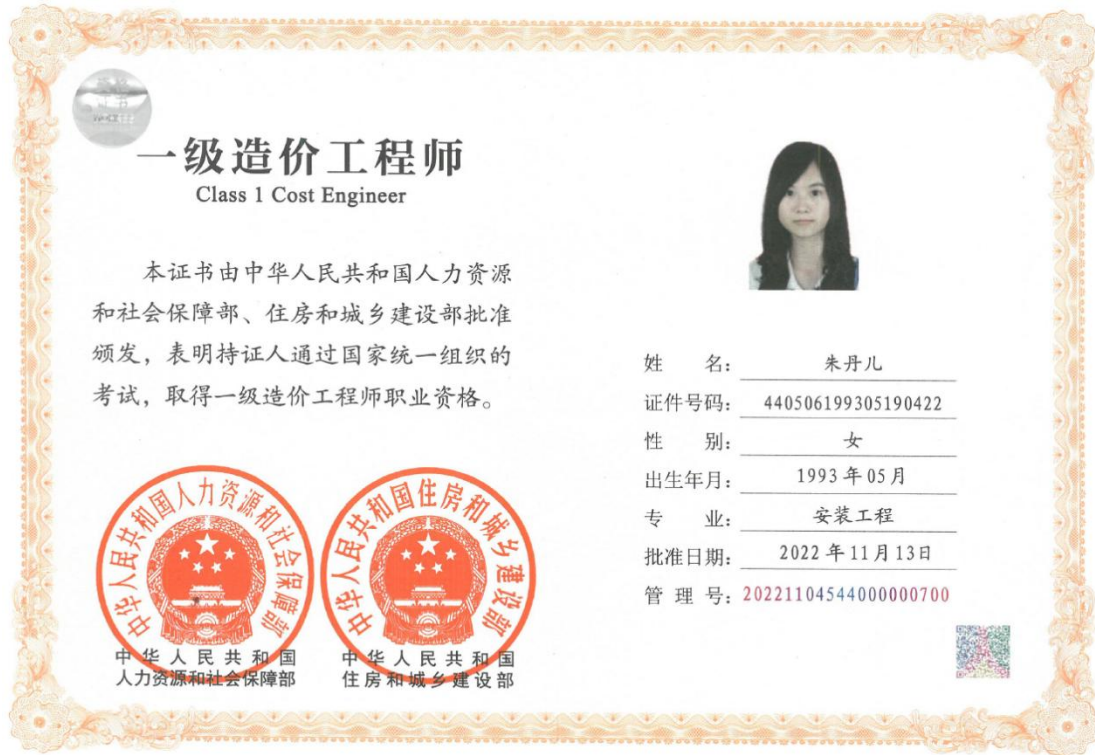 一级造价工程师
Class 1 Cost Engineer
本证书由中华人民共和国人力资源
和社会保障部、住房和城乡建设部批准
颁发，表明持证人通过国家统一组织的
考试，取得一级造价工程师职业资格。
中华人民共和国人力资源和社会保障部
中华人民共和国
人力资源和社会保障部
中华人民共和国住房和城乡建设部
中华人民共和国
住房和城乡建设部
姓名：朱丹儿
证件号码：440506199305190422
性别：女
出生年月：1993年05月
专业：安装工程
批准日期：2022年11月13日
管理号：20221104544000000700